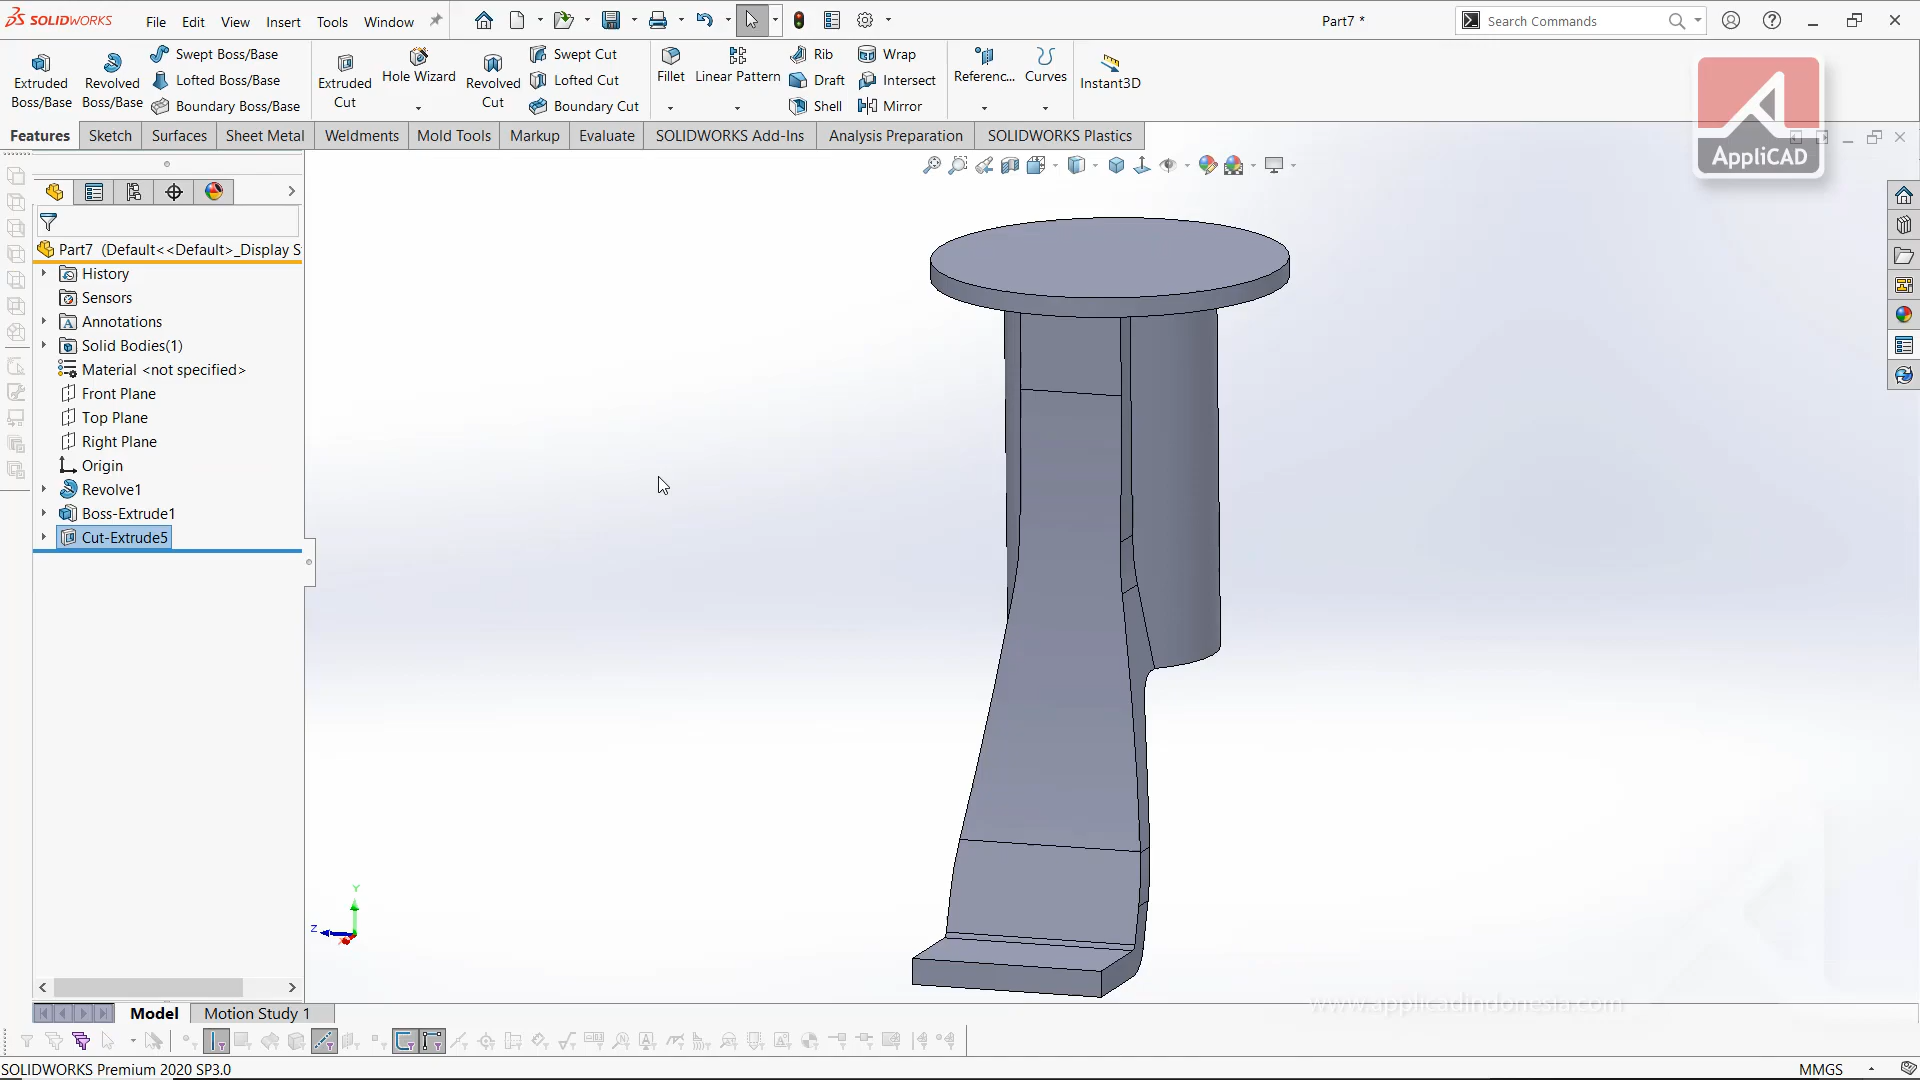 SOLIDWORKS File Edit View Insert Tools Window Part7 * Search Commands
Extruded Boss/Base
Revolved Boss/Base
Swept Boss/Base
Lofted Boss/Base
Boundary Boss/Base
Extruded Cut
Hole Wizard
Revolved Cut
Swept Cut
Lofted Cut
Boundary Cut
Fillet
Linear Pattern
Rib
Draft
Shell
Wrap
Intersect
Mirror
Referenc...
Curves
Instant3D
Features Sketch Surfaces Sheet Metal Weldments Mold Tools Markup Evaluate SOLIDWORKS Add-Ins Analysis Preparation SOLIDWORKS Plastics
AppliCAD
Part7 (Default<<Default>_Display S
History
Sensors
Annotations
Solid Bodies(1)
Material <not specified>
Front Plane
Top Plane
Right Plane
Origin
Revolve1
Boss-Extrude1
Cut-Extrude5
Y
Z
www.applicadindonesia.com
Model Motion Study 1
SOLIDWORKS Premium 2020 SP3.0 MMGS